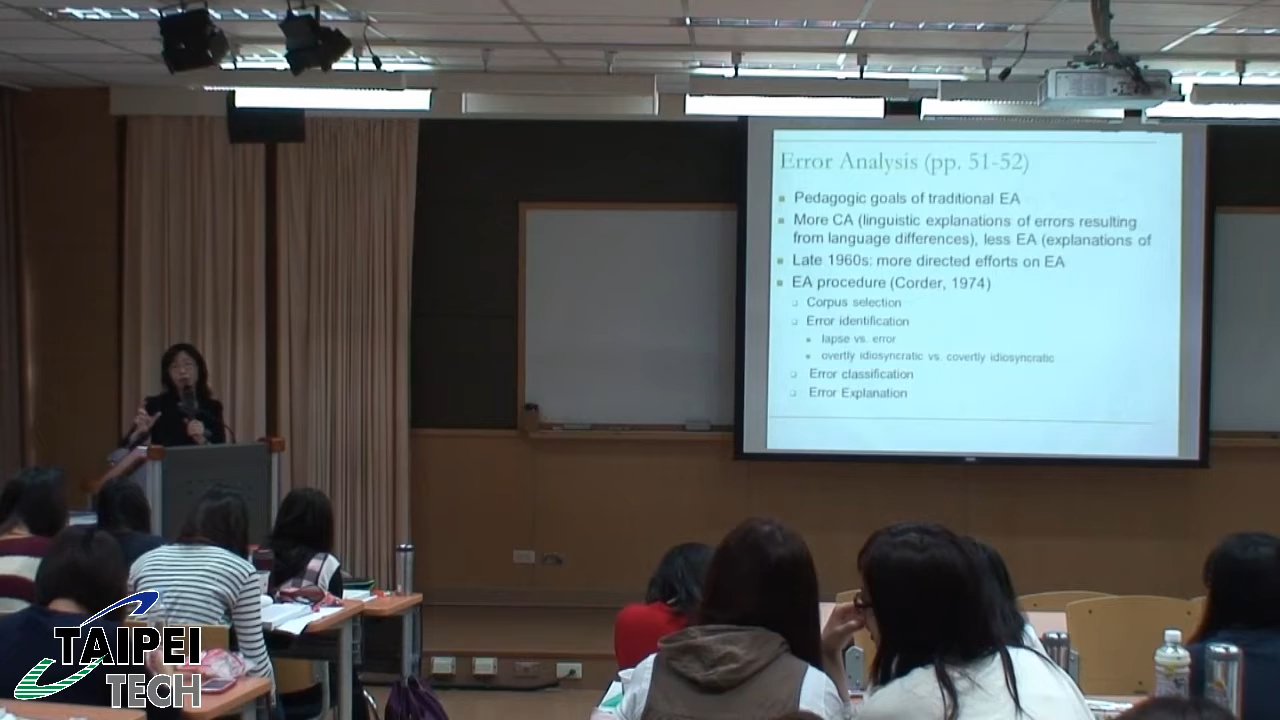 Error Analysis (pp. 51-52)
Pedagogic goals of traditional EA
More CA (linguistic explanations of errors resulting
from language differences), less EA (explanations of
Late 1960s: more directed efforts on EA
EA procedure (Corder, 1974)
Corpus selection
Error identification
lapse vs. error
overtly idiosyncratic vs. covertly idiosyncratic
Error classification
Error Explanation
TAIPEI
TECH